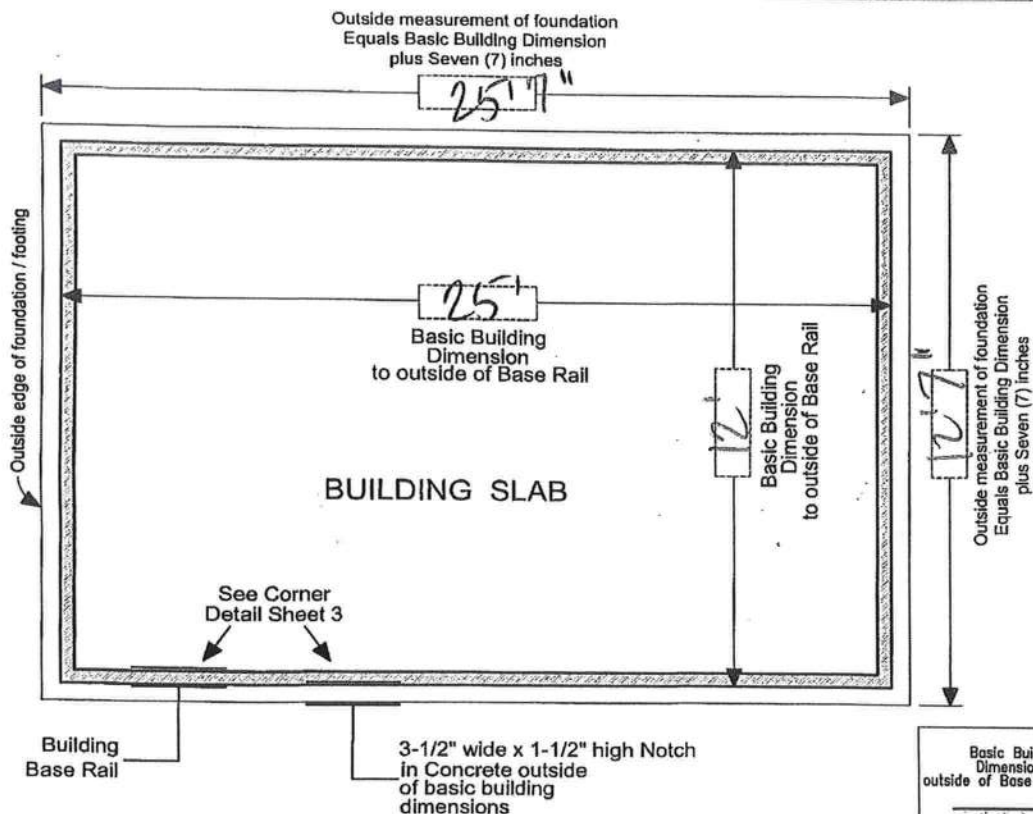 Outside measurement of foundation
Equals Basic Building Dimension
plus Seven (7) inches
25'7"
Outside edge of foundation / footing
25'
Basic Building
Dimension
to outside of Base Rail
12'
Basic Building
Dimension
to outside of Base Rail
12'7"
Outside measurement of foundation
Equals Basic Building Dimension
plus Seven (7) inches
BUILDING SLAB
See Corner
Detail Sheet 3
Building
Base Rail
3-1/2" wide x 1-1/2" high Notch
in Concrete outside
of basic building
dimensions
Basic Bui
Dimensio
outside of Base